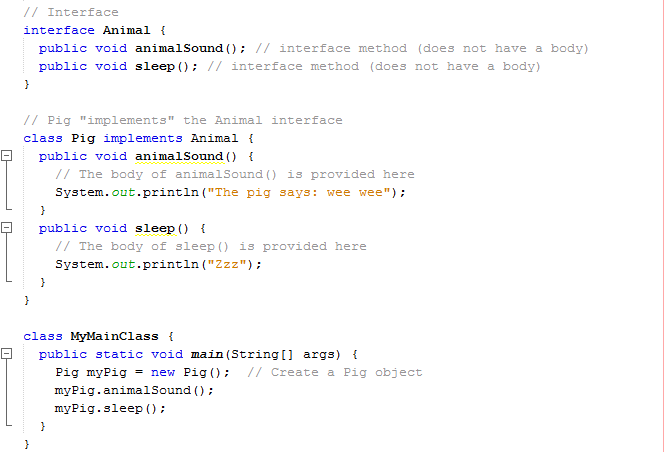 // Interface
interface Animal {
  public void animalSound(); // interface method (does not have a body)
  public void sleep(); // interface method (does not have a body)
}

// Pig "implements" the Animal interface
class Pig implements Animal {
  public void animalSound() {
    // The body of animalSound() is provided here
    System.out.println("The pig says: wee wee");
  }
  public void sleep() {
    // The body of sleep() is provided here
    System.out.println("Zzz");
  }
}

class MyMainClass {
  public static void main(String[] args) {
    Pig myPig = new Pig();  // Create a Pig object
    myPig.animalSound();
    myPig.sleep();
  }
}